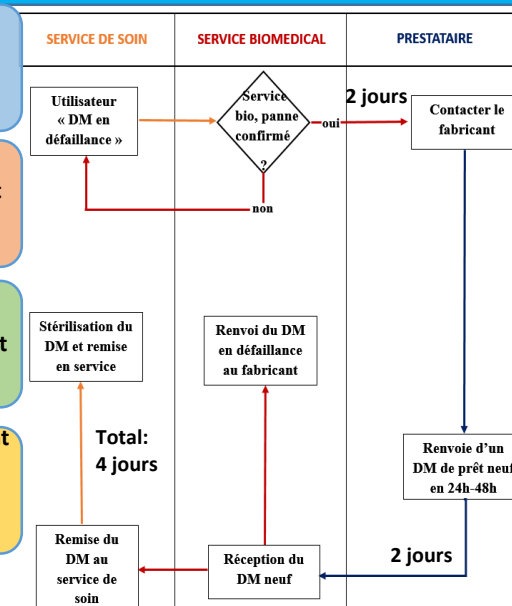 SERVICE DE SOIN
SERVICE BIOMEDICAL
PRESTATAIRE
Utilisateur
« DM en
défaillance »
Service
bio, panne
confirmé
?
oui
2 jours
Contacter le
fabricant
non
Stérilisation du
DM et remise
en service
Renvoi du DM
en défaillance
au fabricant
t
t
Total:
4 jours
Renvoie d'un
DM de prêt neuf
en 24h-48h
Remise du
DM au
service de
soin
Réception du
DM neuf
2 jours